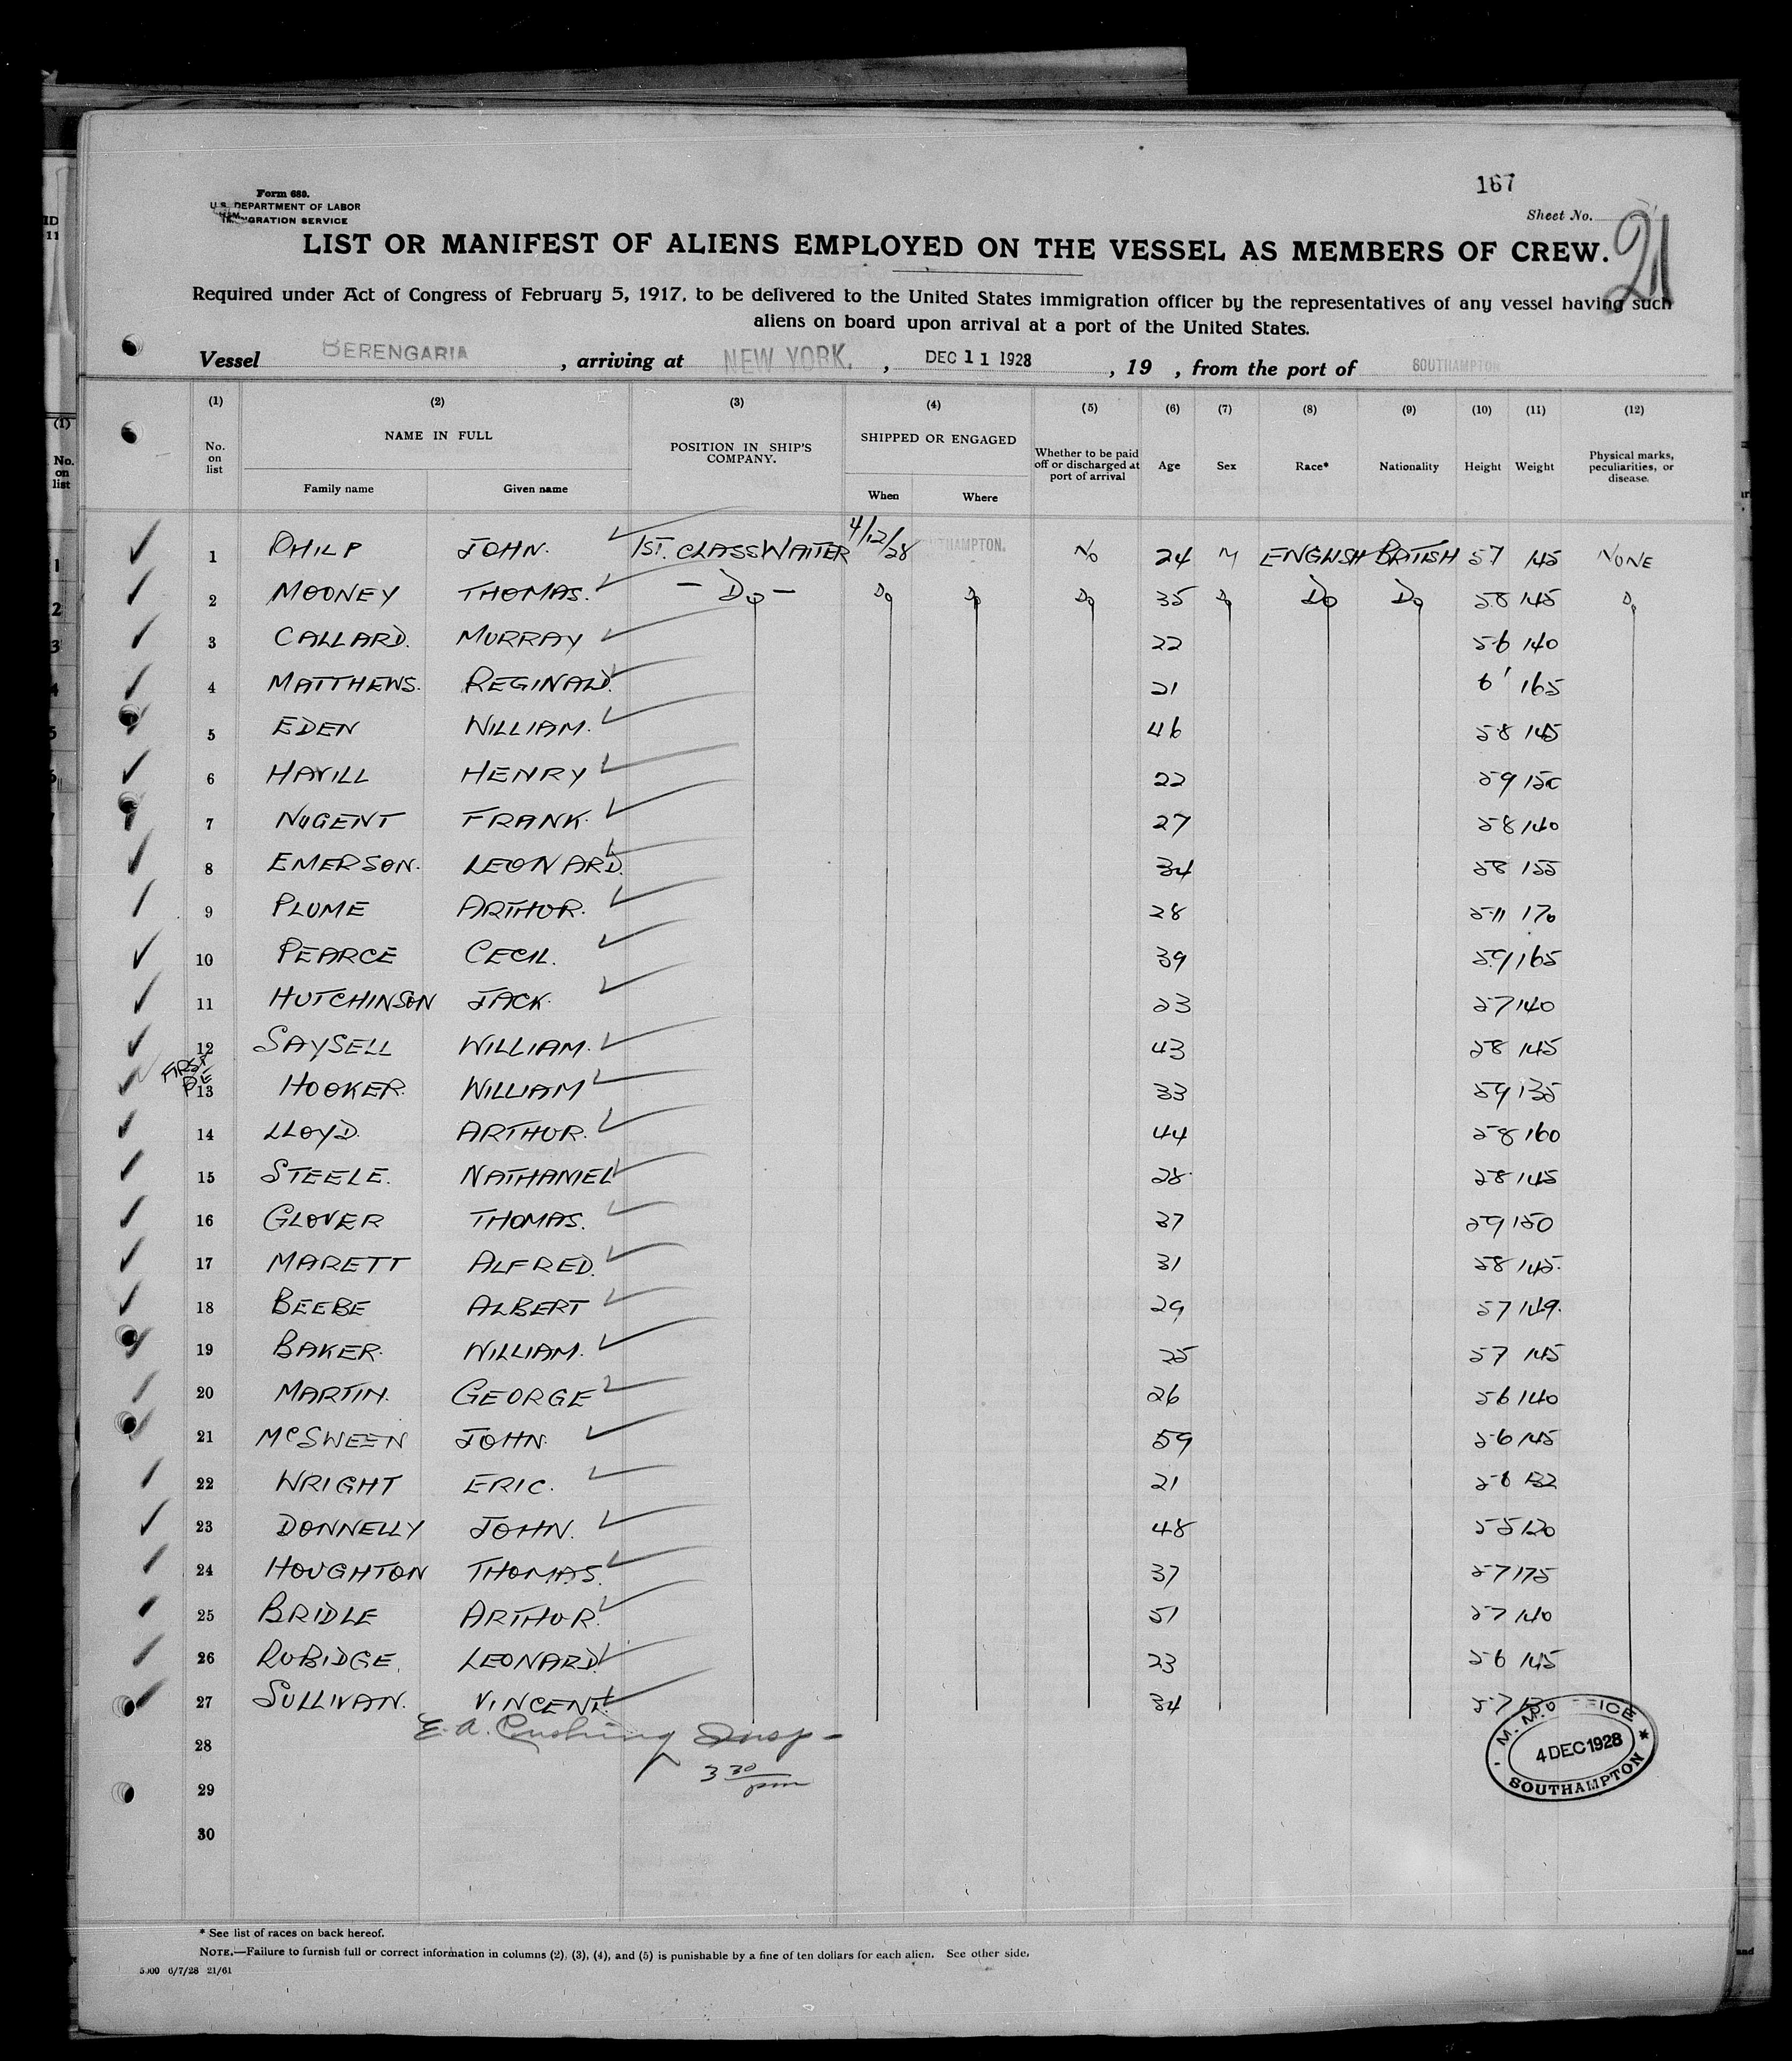 167
Form 680.
U.S. DEPARTMENT OF LABOR
IMMIGRATION SERVICE
Sheet No. 21
LIST OR MANIFEST OF ALIENS EMPLOYED ON THE VESSEL AS MEMBERS OF CREW.
Required under Act of Congress of February 5, 1917, to be delivered to the United States immigration officer by the representatives of any vessel having such
aliens on board upon arrival at a port of the United States.
Vessel BERENGARIA, arriving at NEW YORK, DEC 11 1928, 19 , from the port of SOUTHAMPTON
(1) (2) (3) (4) (5) (6) (7) (8) (9) (10) (11) (12)
No. on list NAME IN FULL Family name Given name POSITION IN SHIP'S COMPANY. SHIPPED OR ENGAGED When Where Whether to be paid off or discharged at port of arrival Age Sex Race* Nationality Height Weight Physical marks, peculiarities, or disease.
1 PHILP JOHN. 1ST. CLASS WAITER 4/12/28 SOUTHAMPTON. No 24 M ENGLISH BRITISH 57 145 NONE
2 MOONEY THOMAS. - Do - Do Do Do 35 Do Do Do 58 145 Do
3 CALLARD. MURRAY 22 56 140
4 MATTHEWS. REGINALD. 21 6' 165
5 EDEN WILLIAM. 46 58 145
6 HAVILL HENRY 22 59 150
7 NUGENT FRANK. 27 58 140
8 EMERSON. LEONARD. 34 58 155
9 PLUME ARTHUR. 28 5-11 170
10 PEARCE CECIL. 39 59 165
11 HUTCHINSON JACK. 23 57 140
12 SAYSELL WILLIAM. 43 58 145
13 HOOKER. WILLIAM 33 59 135
14 LLOYD. ARTHUR. 44 58 160
15 STEELE. NATHANIEL 28 58 145
16 GLOVER THOMAS. 37 59 150
17 MARETT ALFRED. 31 58 145.
18 BEEBE ALBERT 29 57 149.
19 BAKER. WILLIAM. 25 57 145
20 MARTIN. GEORGE 26 56 140
21 McSWEEN JOHN. 59 56 145
22 WRIGHT ERIC. 21 132
23 DONNELLY JOHN. 48 55 120
24 HOUGHTON THOMAS. 37 57 175
25 BRIDLE ARTHUR. 51 57 140
26 RUBIDGE. LEONARD. 23 56 145
27 SULLIVAN. VINCENT. 34 57
28 E. A. Cushing Insp -
3 30 pm
29
30
M. M. OFFICE
4 DEC 1928
SOUTHAMPTON
* See list of races on back hereof.
NOTE.—Failure to furnish full or correct information in columns (2), (3), (4), and (5) is punishable by a fine of ten dollars for each alien. See other side.
5000 6/7/28 21/61